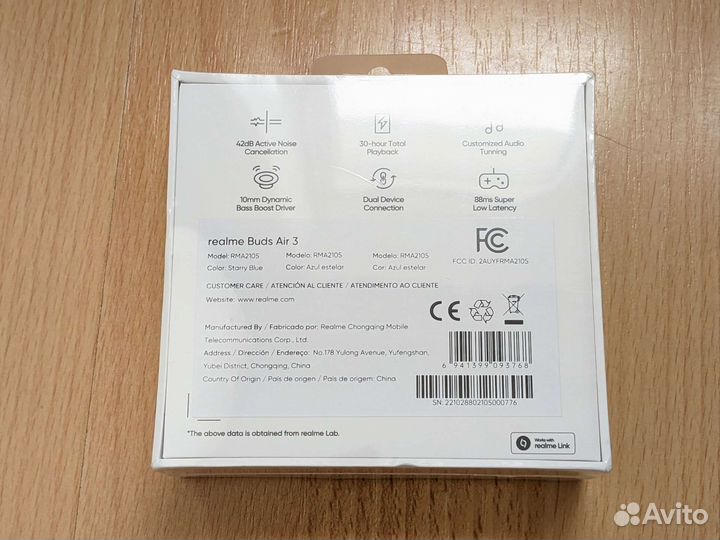 42dB Active Noise
Cancellation
30-hour Total
Playback
Customized Audio
Tunning
10mm Dynamic
Bass Boost Driver
Dual Device
Connection
88ms Super
Low Latency
realme Buds Air 3
Model: RMA2105
Modelo: RMA2105
Modelo: RMA2105
Color: Starry Blue
Color: Azul estelar
Cor: Azul estelar
FC
FCC ID: 2AUYFRMA2105
CUSTOMER CARE / ATENCIÓN AL CLIENTE / ATENDIMENTO AO CLIENTE
Website: www.realme.com
CE
Manufactured By / Fabricado por: Realme Chongqing Mobile
Telecommunications Corp., Ltd.
Address / Dirección / Endereço: No.178 Yulong Avenue, Yufengshan,
Yubei District, Chongqing, China
Country Of Origin / País de origen / País de origem: China
6 941399 093768
SN: 221028802105000776
*The above data is obtained from realme Lab.
Works with
realme Link
Avito